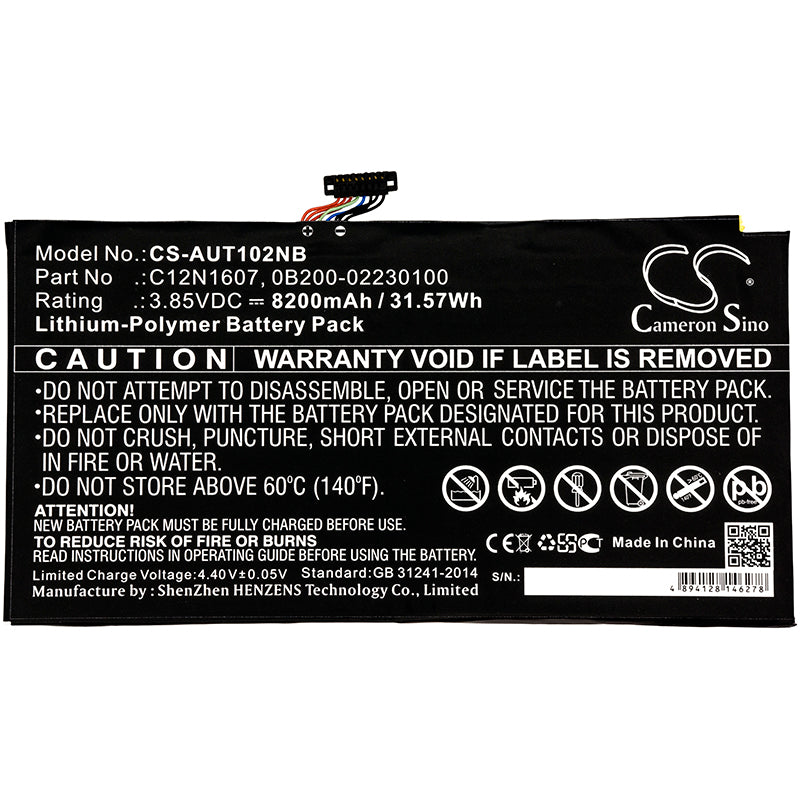 + -
Model No.:CS-AUT102NB
Part No .:C12N1607, 0B200-02230100
Rating .:3.85VDC ⎓ 8200mAh / 31.57Wh
Lithium-Polymer Battery Pack
CS
Cameron Sino
CAUTION WARRANTY VOID IF LABEL IS REMOVED
•DO NOT ATTEMPT TO DISASSEMBLE, OPEN OR SERVICE THE BATTERY PACK.
•REPLACE ONLY WITH THE BATTERY PACK DESIGNATED FOR THIS PRODUCT.
•DO NOT CRUSH, PUNCTURE, SHORT EXTERNAL CONTACTS OR DISPOSE OF
IN FIRE OR WATER.
•DO NOT STORE ABOVE 60°C (140°F).
ATTENTION!
NEW BATTERY PACK MUST BE FULLY CHARGED BEFORE USE
TO REDUCE RISK OF FIRE OR BURNS
READ INSTRUCTIONS IN OPERATING GUIDE BEFORE USING BATTERY
Limited Charge Voltage:4.40V±0.05V Standard:GB 31241-2014
Manufacture by : ShenZhen HENZENS Technology Co., Limited
pb
pb-free
CE Made In China
S/N.:
4 894128 146278